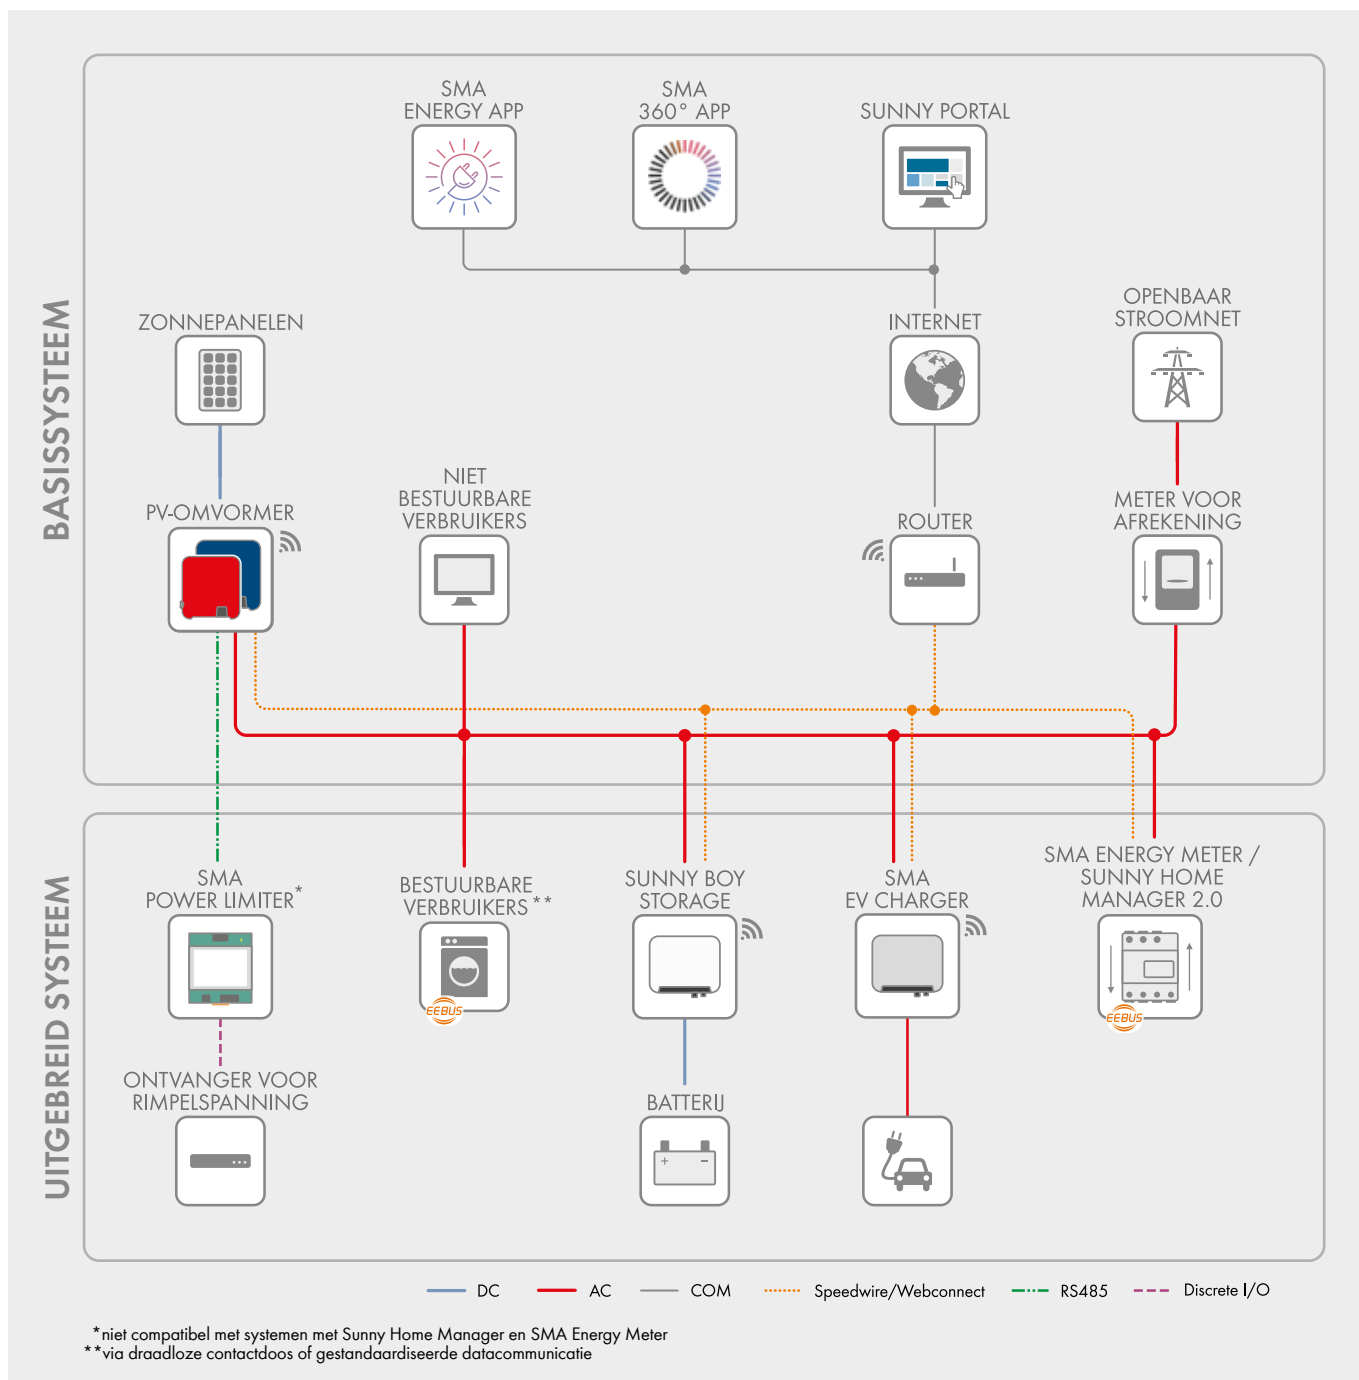 BASISSYSTEEM
SMA
ENERGY APP
SMA
360° APP
SUNNY PORTAL
ZONNEPANELEN
INTERNET
OPENBAAR
STROOMNET
PV-OMVORMER
NIET
BESTUURBARE
VERBRUIKERS
ROUTER
METER VOOR
AFREKENING
UITGEBREID SYSTEEM
SMA
POWER LIMITER*
BESTUURBARE
VERBRUIKERS**
EEBUS
SUNNY BOY
STORAGE
SMA
EV CHARGER
SMA ENERGY METER /
SUNNY HOME
MANAGER 2.0
EEBUS
ONTVANGER VOOR
RIMPELSPANNING
BATTERIJ
+ −
DC
AC
COM
Speedwire/Webconnect
RS485
Discrete I/O
*niet compatibel met systemen met Sunny Home Manager en SMA Energy Meter
**via draadloze contactdoos of gestandaardiseerde datacommunicatie